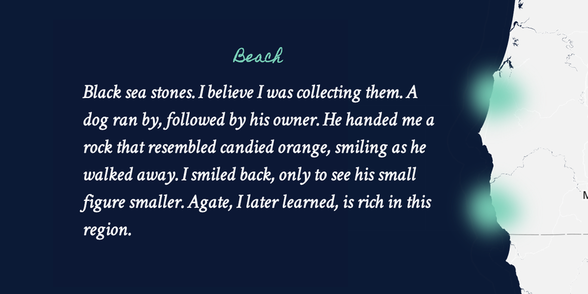 Beach
Black sea stones. I believe I was collecting them. A
dog ran by, followed by his owner. He handed me a
rock that resembled candied orange, smiling as he
walked away. I smiled back, only to see his small
figure smaller. Agate, I later learned, is rich in this
region.
M